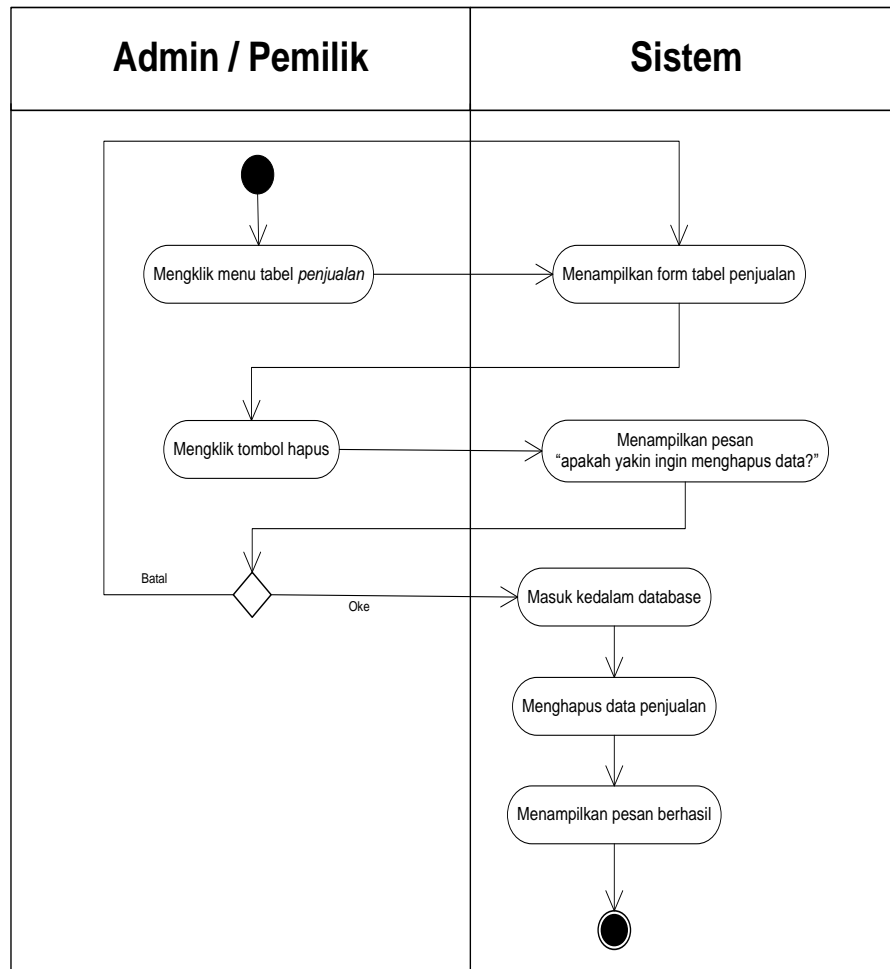 Admin / Pemilik
Sistem
Mengklik menu tabel penjualan
Menampilkan form tabel penjualan
Mengklik tombol hapus
Menampilkan pesan
“apakah yakin ingin menghapus data?”
Batal
Oke
Masuk kedalam database
Menghapus data penjualan
Menampilkan pesan berhasil